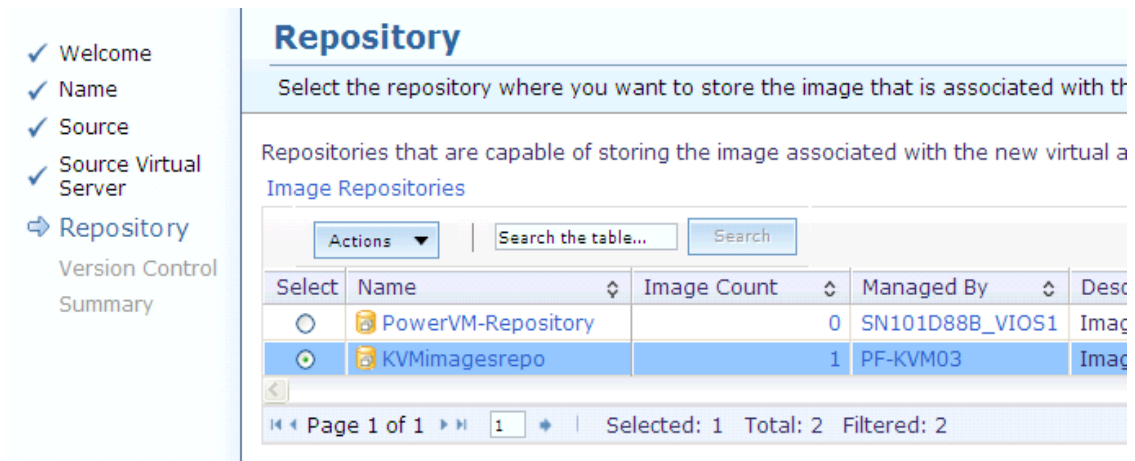 Welcome
Name
Source
Source Virtual
Server
Repository
Version Control
Summary
Repository
Select the repository where you want to store the image that is associated with th
Repositories that are capable of storing the image associated with the new virtual a
Image Repositories
Actions Search the table... Search
Select Name Image Count Managed By Desc
PowerVM-Repository 0 SN101D88B_VIOS1 Imag
KVMimagesrepo 1 PF-KVM03 Imag
Page 1 of 1 1 Selected: 1 Total: 2 Filtered: 2